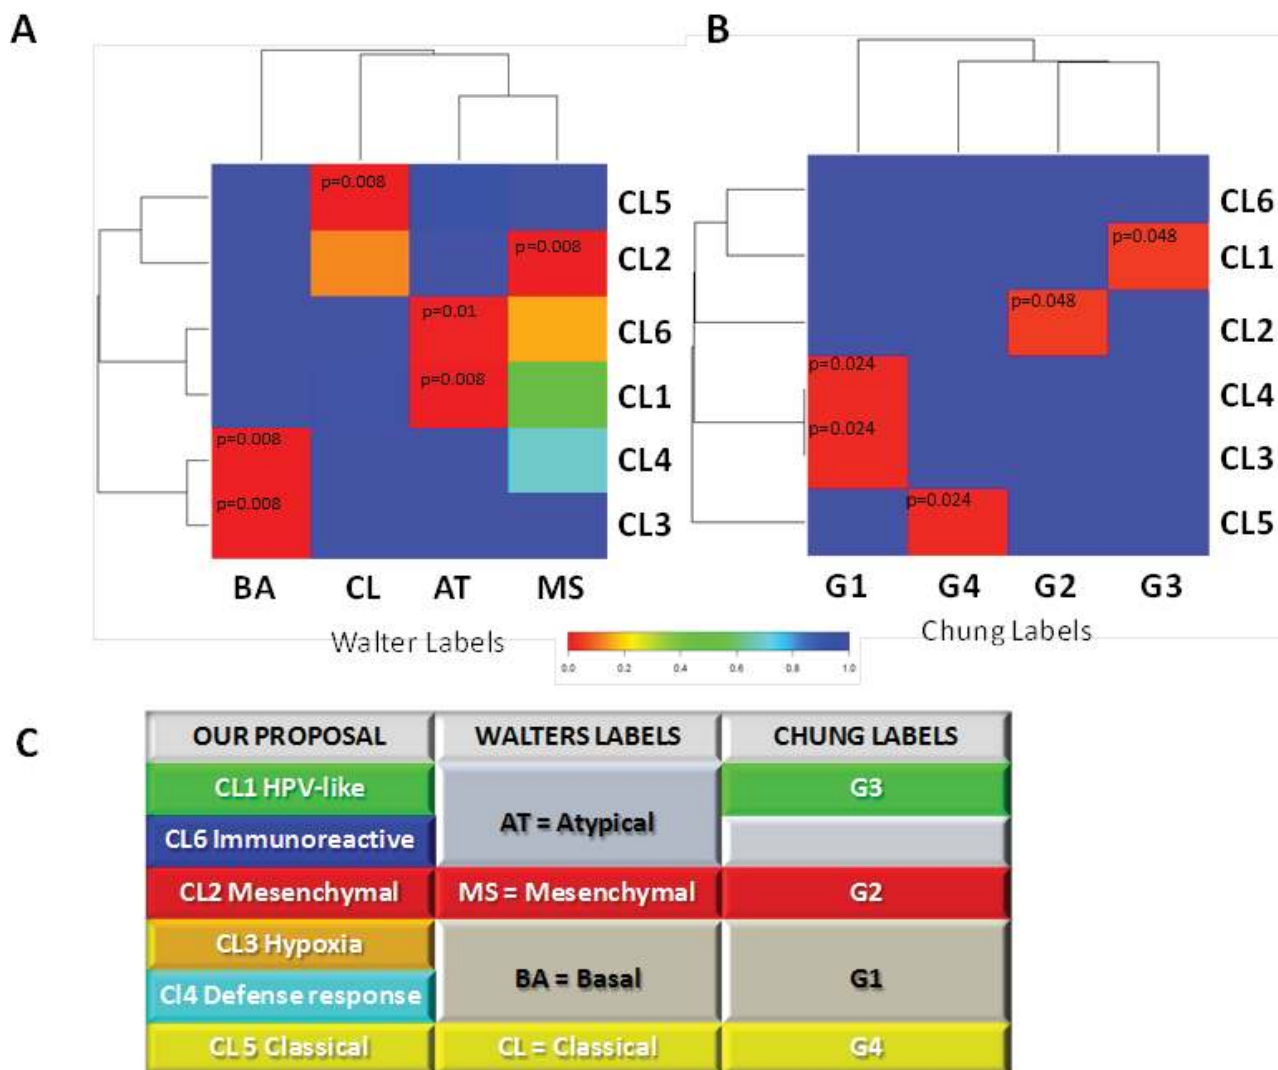 A
B
p=0.008
CL5
CL6
p=0.008
CL2
p=0.048
CL1
p=0.01
CL6
p=0.048
CL2
p=0.008
CL1
p=0.024
CL4
p=0.008
CL4
p=0.024
CL3
p=0.008
CL3
p=0.024
CL5
BA CL AT MS
G1 G4 G2 G3
Walter Labels
Chung Labels
0.0 0.2 0.4 0.6 0.8 1.0
C
OUR PROPOSAL WALTERS LABELS CHUNG LABELS
CL1 HPV-like G3
AT = Atypical
CL6 Immunoreactive
CL2 Mesenchymal MS = Mesenchymal G2
CL3 Hypoxia
BA = Basal G1
Cl4 Defense response
CL 5 Classical CL = Classical G4